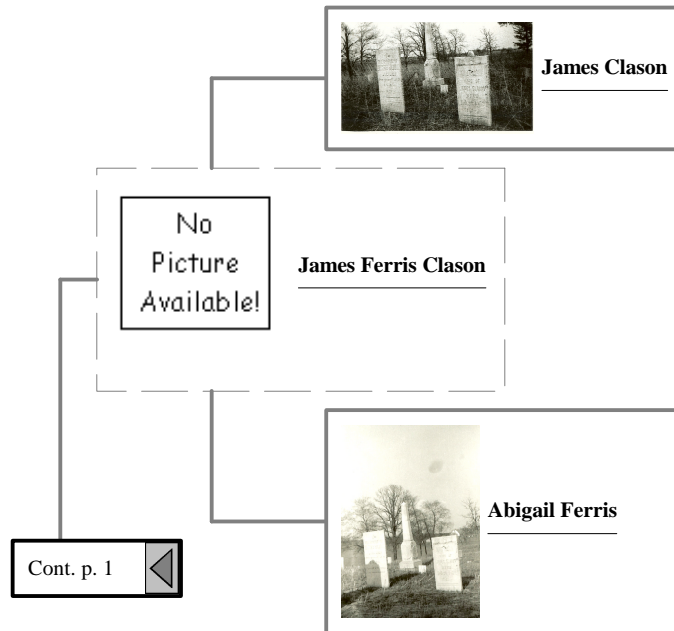 James Clason
No
Picture
Available!
James Ferris Clason
Abigail Ferris
Cont. p. 1